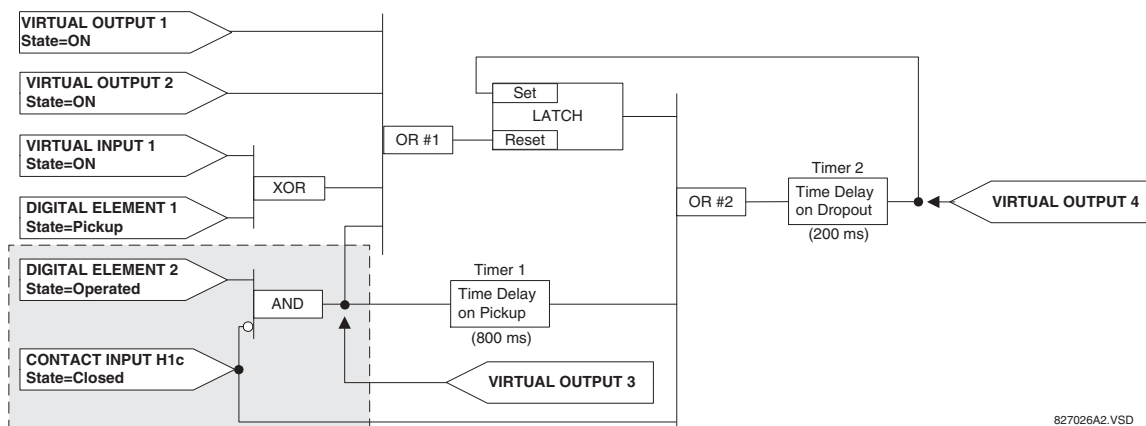 VIRTUAL OUTPUT 1
State=ON
VIRTUAL OUTPUT 2
State=ON
VIRTUAL INPUT 1
State=ON
DIGITAL ELEMENT 1
State=Pickup
DIGITAL ELEMENT 2
State=Operated
CONTACT INPUT H1c
State=Closed
XOR
AND
OR #1
Set
LATCH
Reset
Timer 1
Time Delay
on Pickup
(800 ms)
VIRTUAL OUTPUT 3
OR #2
Timer 2
Time Delay
on Dropout
(200 ms)
VIRTUAL OUTPUT 4
827026A2.VSD